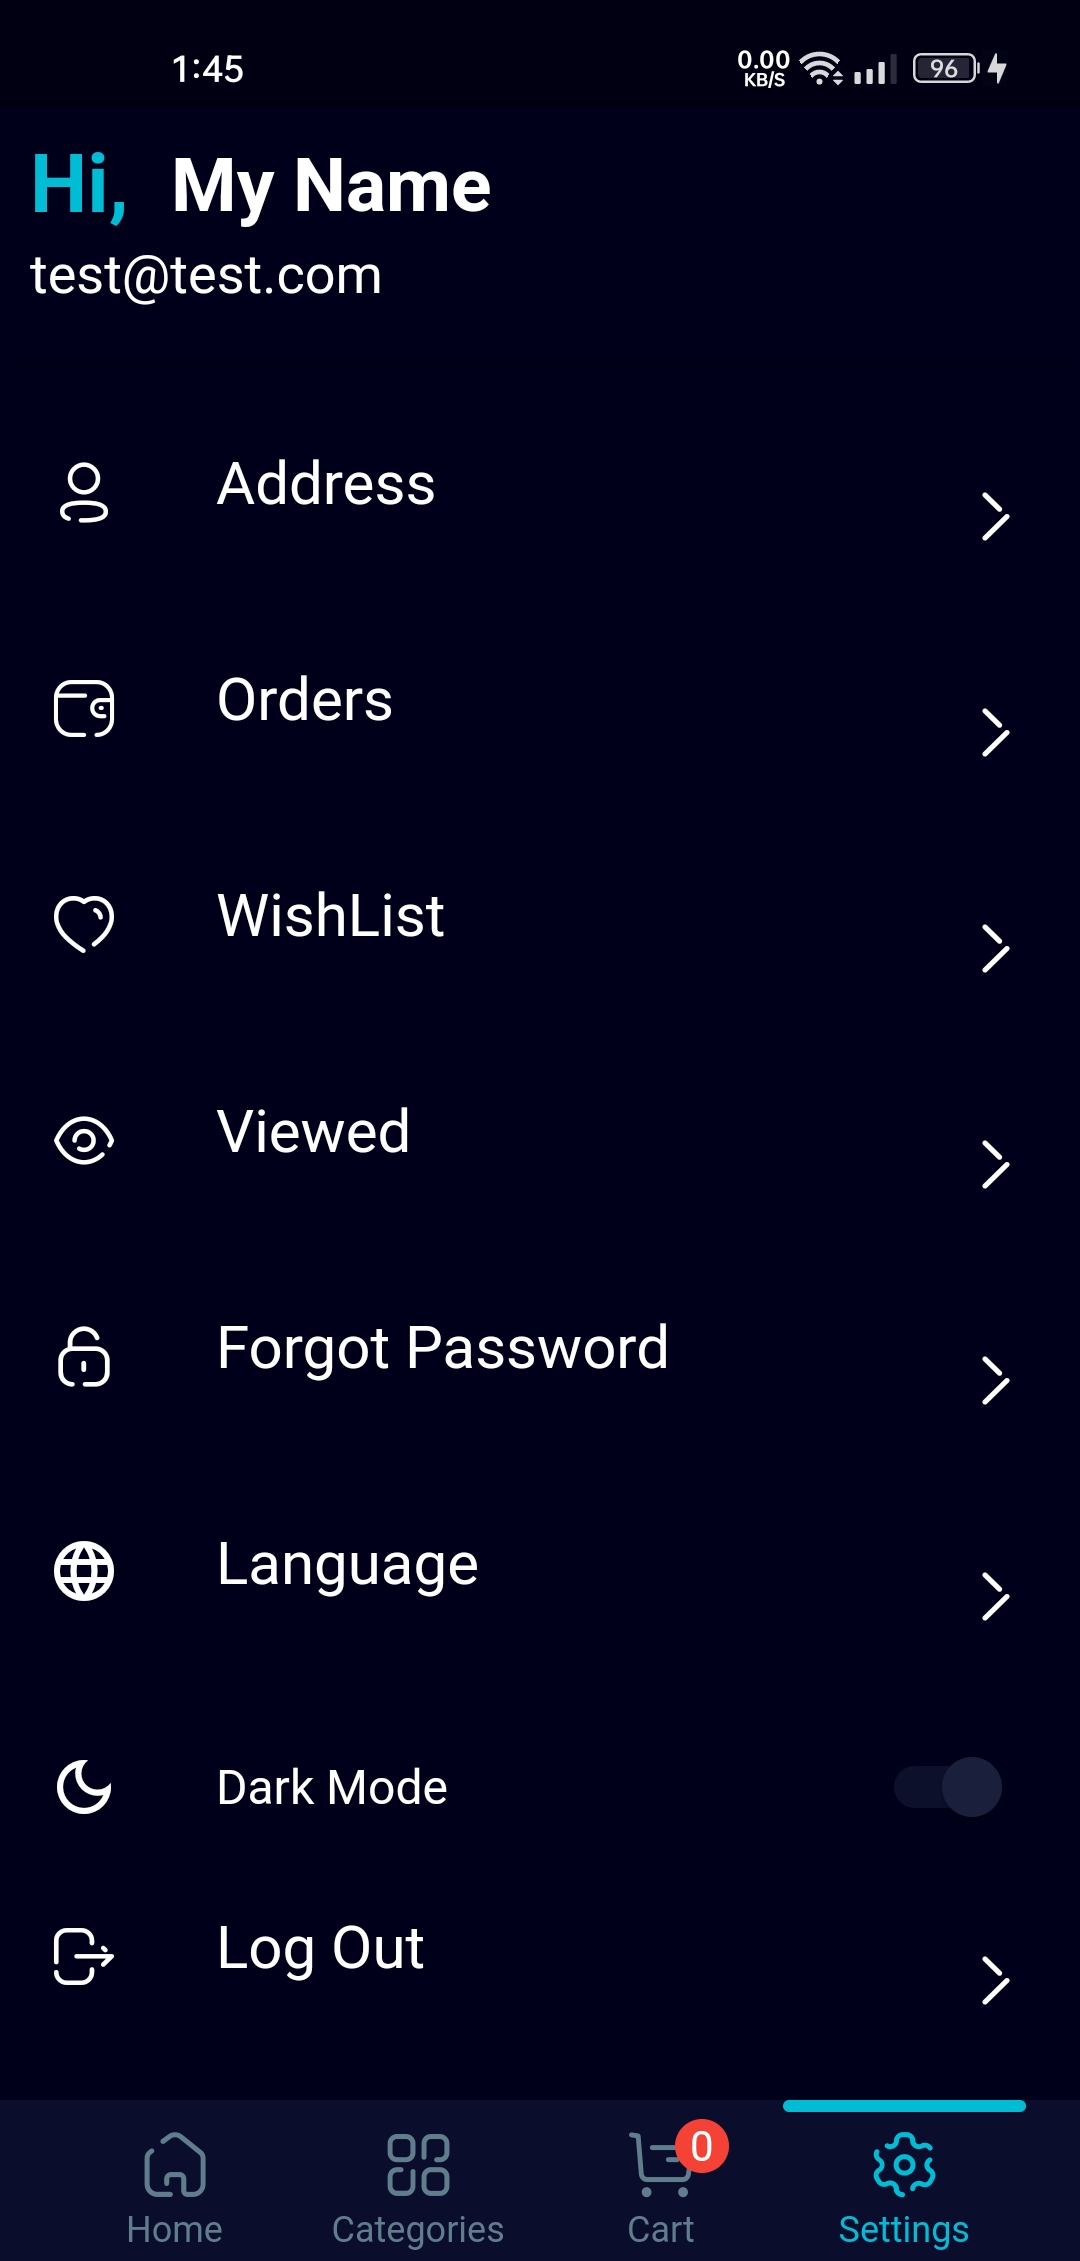 1:45
0.00
KB/S
96
Hi, My Name
test@test.com
Address
Orders
WishList
Viewed
Forgot Password
Language
Dark Mode
Log Out
0
Home Categories Cart Settings